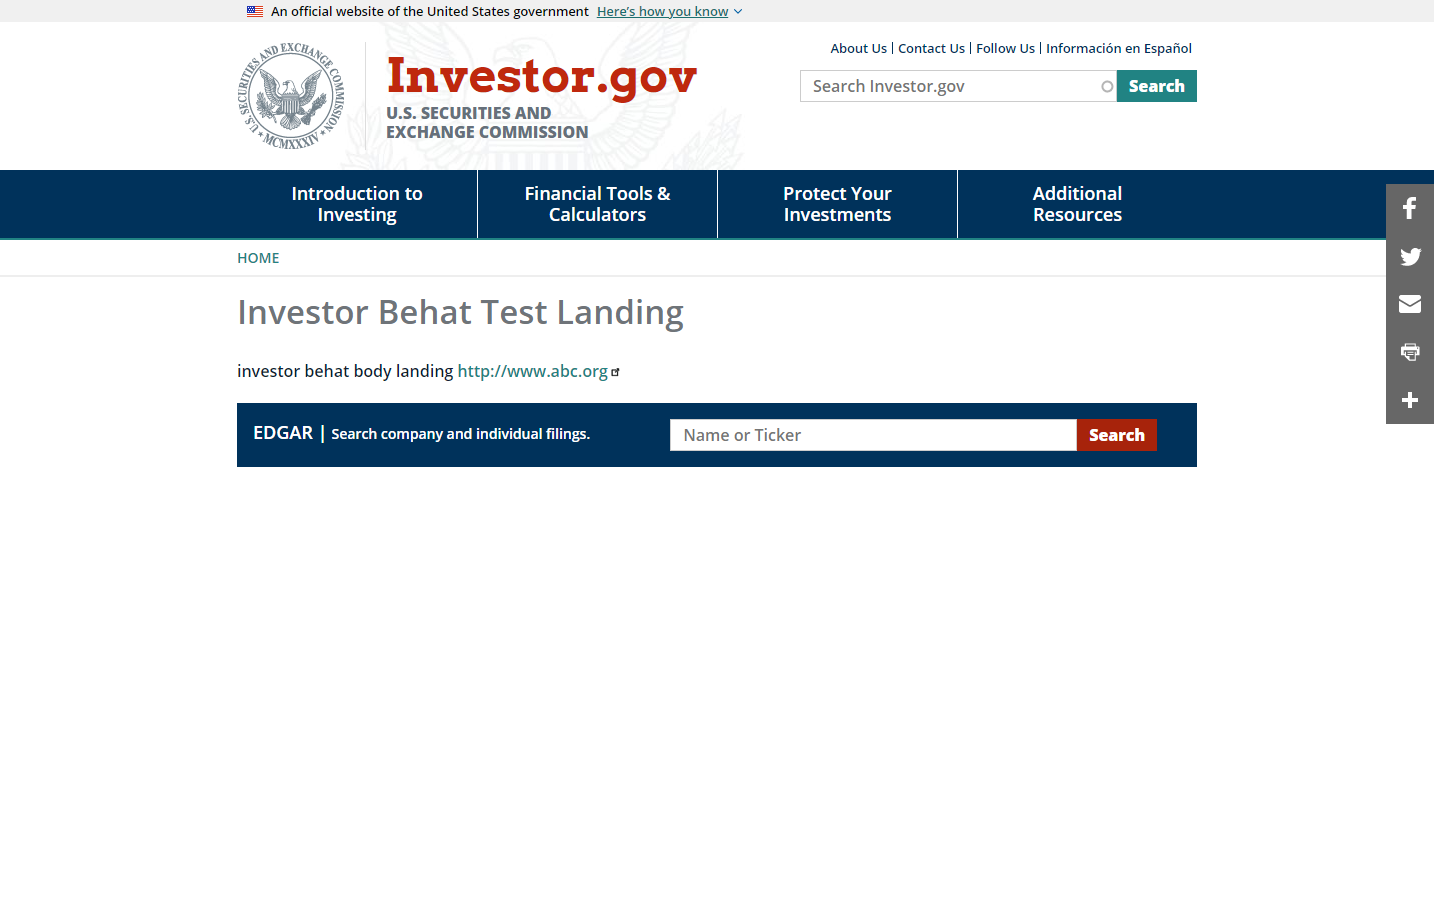 An official website of the United States government Here's how you know
U.S. SECURITIES AND EXCHANGE COMMISSION
MCMXXXIV
Investor.gov
U.S. SECURITIES AND
EXCHANGE COMMISSION
About Us | Contact Us | Follow Us | Información en Español
Search Investor.gov Search
Introduction to
Investing
Financial Tools &
Calculators
Protect Your
Investments
Additional
Resources
HOME
Investor Behat Test Landing
investor behat body landing http://www.abc.org
EDGAR | Search company and individual filings. Name or Ticker Search